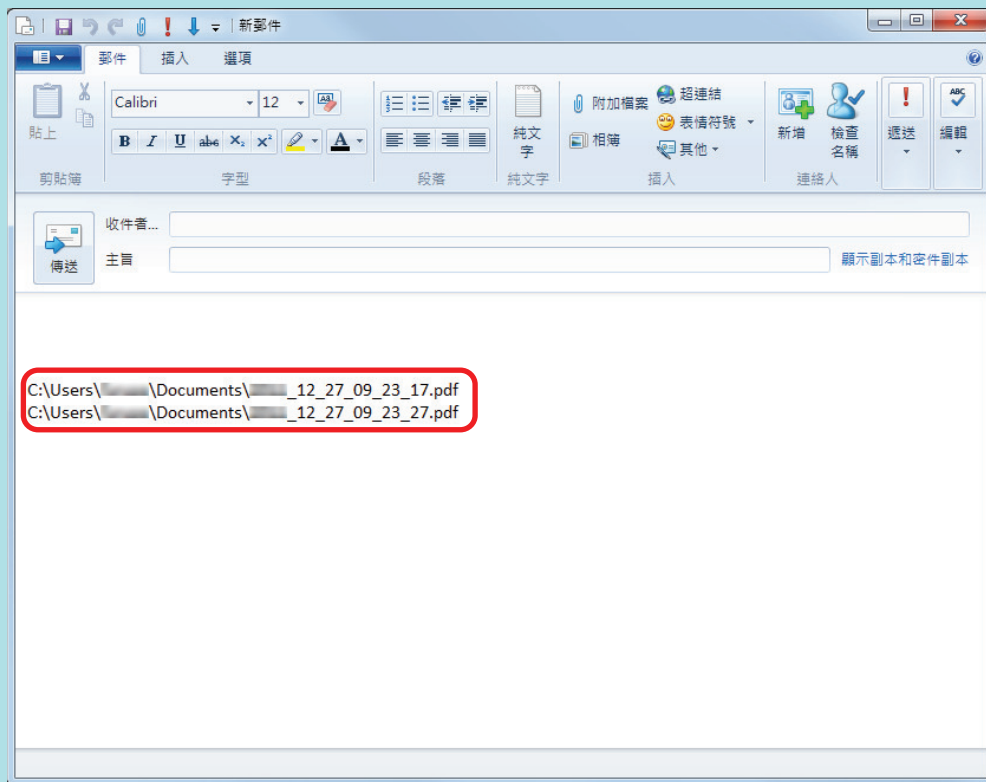 新郵件
郵件 插入 選項
貼上
剪貼簿
Calibri 12
B I U abc X₂ X²
A
字型
段落
純文
字
純文字
附加檔案
相簿
超連結
表情符號
其他
插入
新增
檢查
名稱
連絡人
!
遞送
ABC
編輯
傳送
收件者...
主旨
顯示副本和密件副本
C:\Users\ \Documents\ _12_27_09_23_17.pdf
C:\Users\ \Documents\ _12_27_09_23_27.pdf